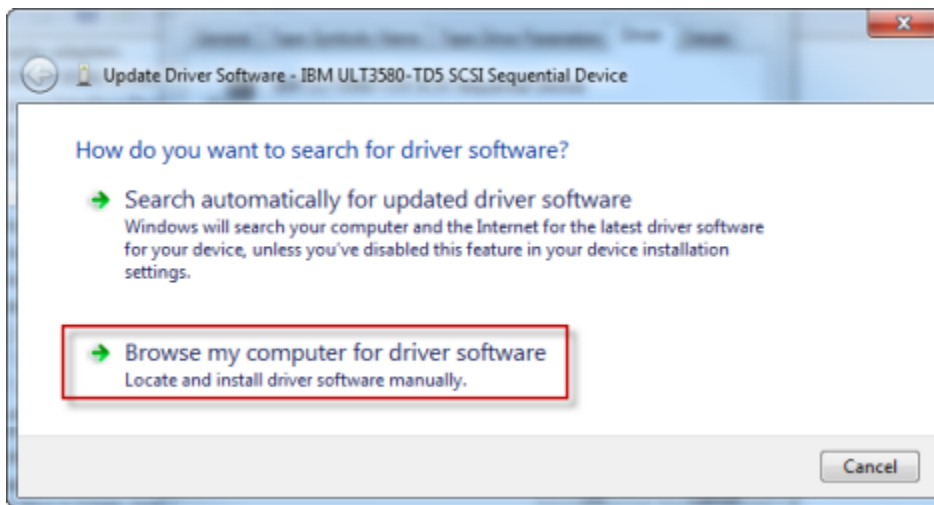 Update Driver Software - IBM ULT3580-TD5 SCSI Sequential Device
How do you want to search for driver software?
Search automatically for updated driver software
Windows will search your computer and the Internet for the latest driver software
for your device, unless you've disabled this feature in your device installation
settings.
Browse my computer for driver software
Locate and install driver software manually.
Cancel